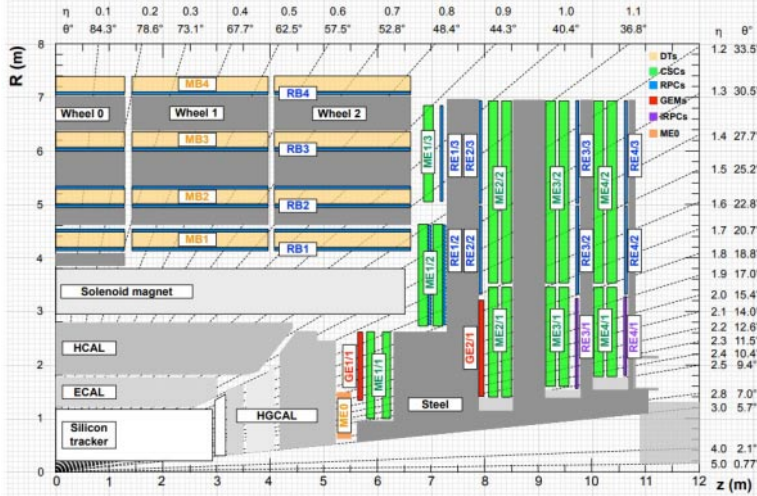 η 0.1 0.2 0.3 0.4 0.5 0.6 0.7 0.8 0.9 1.0 1.1
θ° 84.3° 78.6° 73.1° 67.7° 62.5° 57.5° 52.8° 48.4° 44.3° 40.4° 36.8° η θ°
R (m)
8
7
6
5
4
3
2
1
0
1.2 33.5°
1.3 30.5°
1.4 27.7°
1.5 25.2°
1.6 22.8°
1.7 20.7°
1.8 18.8°
1.9 17.0°
2.0 15.4°
2.1 14.0°
2.2 12.6°
2.3 11.5°
2.4 10.4°
2.5 9.4°
2.8 7.0°
3.0 5.7°
4.0 2.1°
5.0 0.77°
DTs
CSCs
RPCs
GEMs
iRPCs
ME0
MB4
RB4
Wheel 0
Wheel 1
Wheel 2
MB3
RB3
MB2
RB2
MB1
RB1
Solenoid magnet
HCAL
ECAL
HGCAL
Silicon
tracker
Steel
ME0
GE1/1
ME1/1
ME1/2
ME1/3
RE1/3
RE2/3
RE1/2
RE2/2
GE2/1
ME2/2
ME2/1
ME3/2
ME3/1
RE3/3
RE3/2
RE3/1
ME4/2
ME4/1
RE4/3
RE4/2
RE4/1
0 1 2 3 4 5 6 7 8 9 10 11 12
z (m)